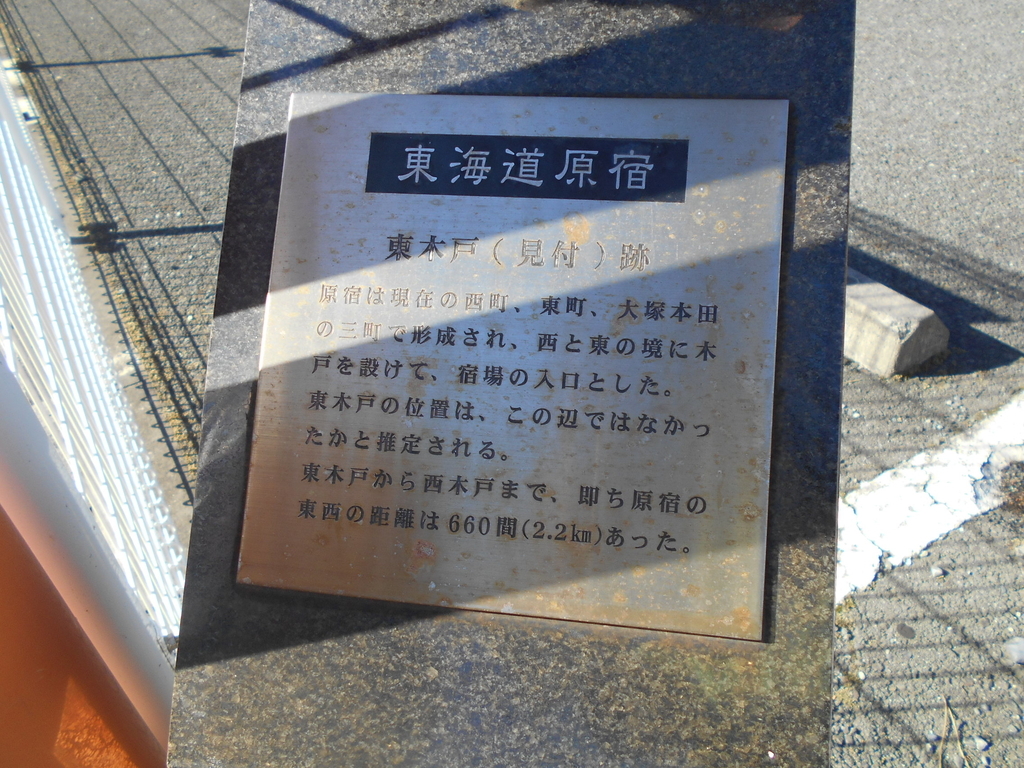 東海道原宿
東木戸（見付）跡
原宿は現在の西町、東町、大塚本田
の三町で形成され、西と東の境に木
戸を設けて、宿場の入口とした。
東木戸の位置は、この辺ではなかっ
たかと推定される。
東木戸から西木戸まで、即ち原宿の
東西の距離は660間(2.2㎞)あった。